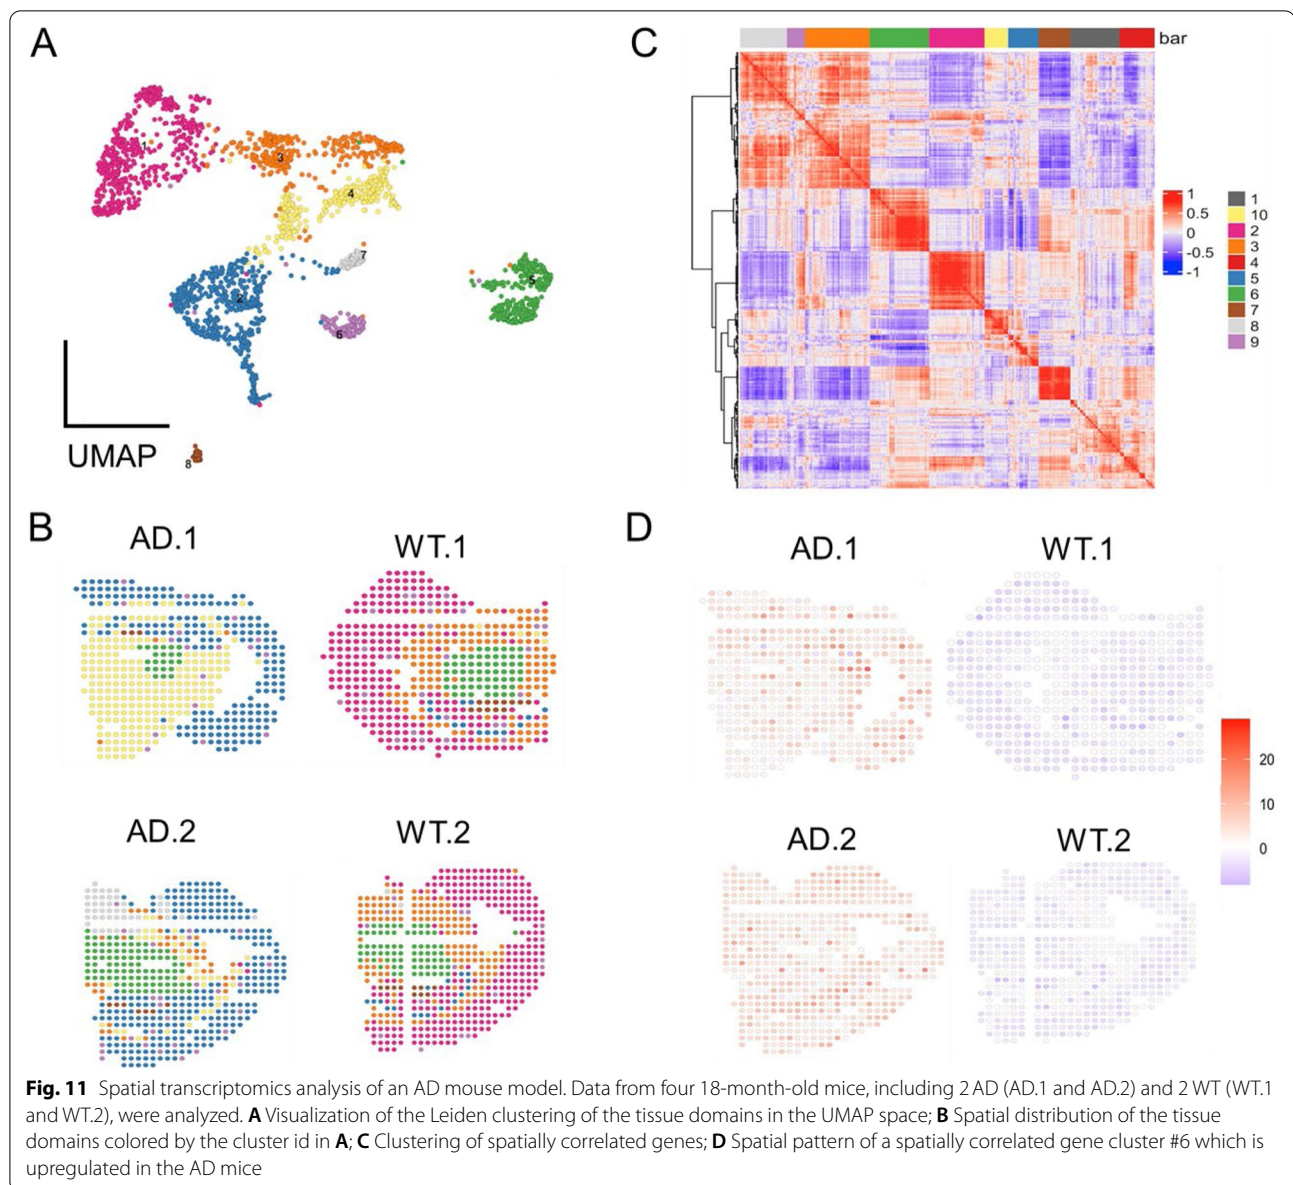 A
1
3
4
7
2
5
6
8
UMAP
C
bar
1
0.5
0
-0.5
-1
1
10
2
3
4
5
6
7
8
9
B
AD.1
WT.1
AD.2
WT.2
D
AD.1
WT.1
AD.2
WT.2
20
10
0
Fig. 11 Spatial transcriptomics analysis of an AD mouse model. Data from four 18-month-old mice, including 2 AD (AD.1 and AD.2) and 2 WT (WT.1
and WT.2), were analyzed. A Visualization of the Leiden clustering of the tissue domains in the UMAP space; B Spatial distribution of the tissue
domains colored by the cluster id in A; C Clustering of spatially correlated genes; D Spatial pattern of a spatially correlated gene cluster #6 which is
upregulated in the AD mice